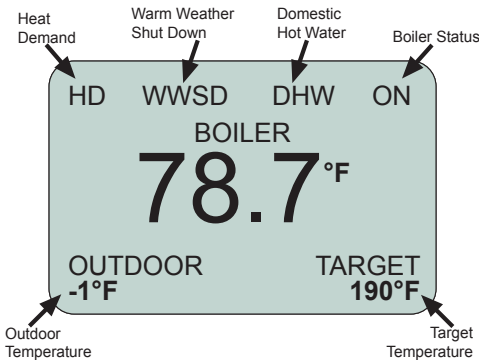 Heat
Demand
Warm Weather
Shut Down
Domestic
Hot Water
Boiler Status
HD WWSD DHW ON
BOILER
78.7°F
OUTDOOR TARGET
-1°F 190°F
Outdoor
Temperature
Target
Temperature